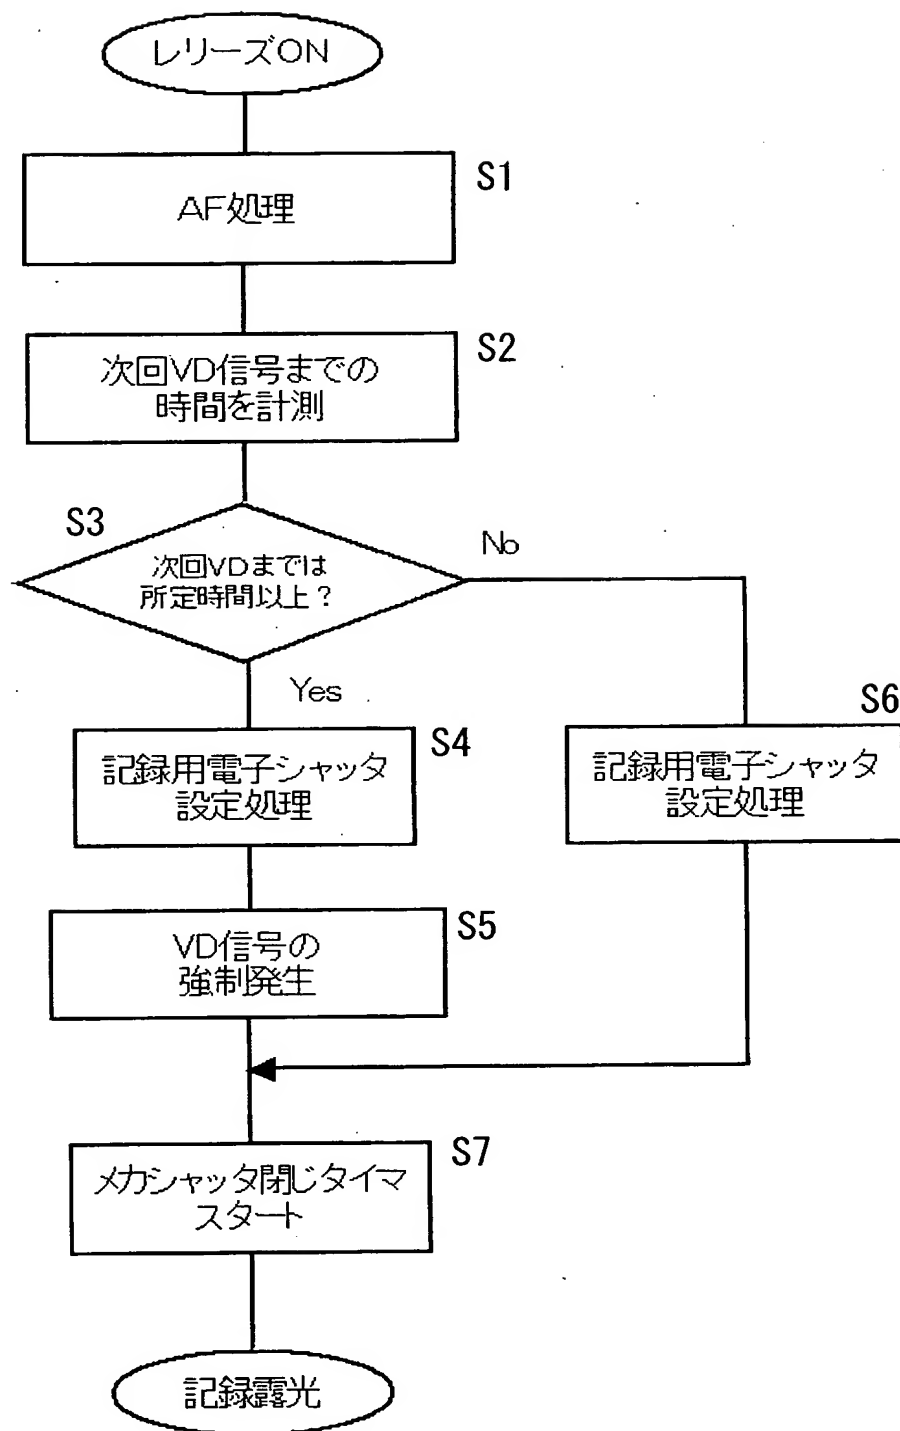 レリーズON
S1
AF処理
S2
次回VD信号までの
時間を計測
S3
次回VDまでは
所定時間以上?
No
Yes
S4
記録用電子シャッタ
設定処理
S6
記録用電子シャッタ
設定処理
S5
VD信号の
強制発生
S7
メカシャッタ閉じタイマ
スタート
記録露光